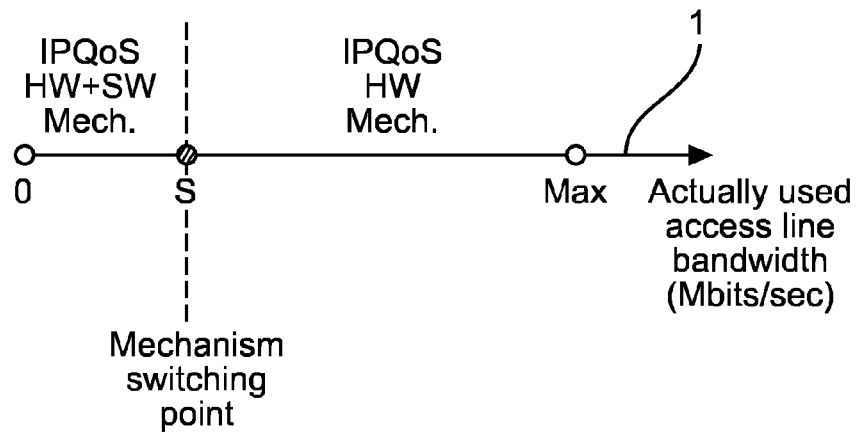 1
IPQoS
HW+SW
Mech.
IPQoS
HW
Mech.
0
S
Max
Actually used
access line
bandwidth
(Mbits/sec)
Mechanism
switching
point